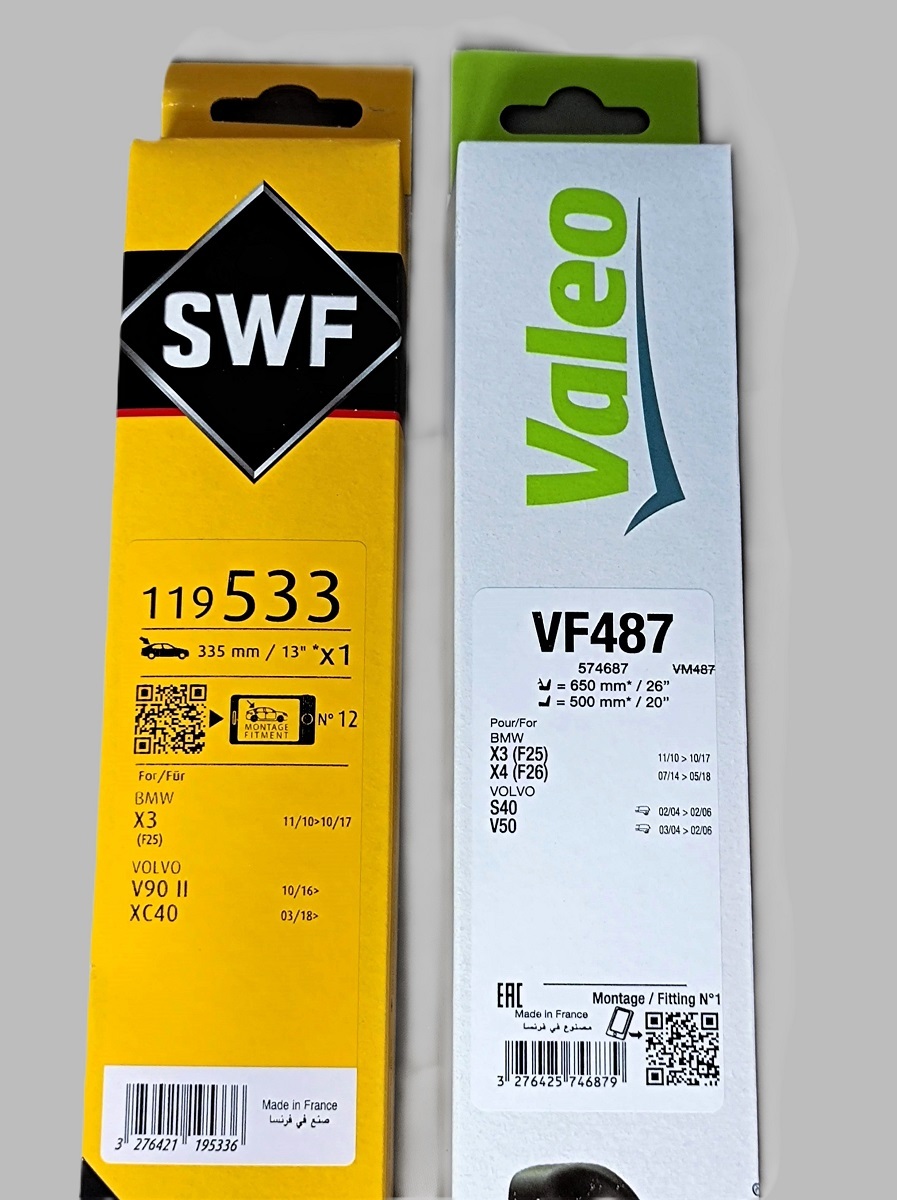 SWF
119 533
335 mm / 13" *x1
MONTAGE
FITMENT
N° 12
For/Für
BMW
X3 11/10>10/17
(F25)
VOLVO
V90 II 10/16>
XC40 03/18>
Made in France
صنع في فرنسا
3 276421 195336
Valeo
VF487
574687 VM487
= 650 mm* / 26"
= 500 mm* / 20"
Pour/For
BMW
X3 (F25) 11/10 > 10/17
X4 (F26) 07/14 > 05/18
VOLVO
S40 02/04 > 02/06
V50 03/04 > 02/06
EAC
Montage / Fitting N°1
Made in France
مصنوع في فرنسا
3 276425 746879